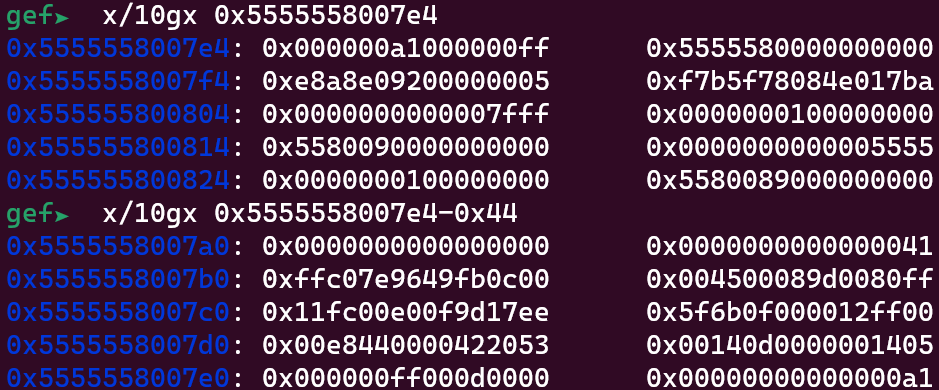 gef➤  x/10gx 0x5555558007e4
0x5555558007e4: 0x000000a1000000ff 0x5555580000000000
0x5555558007f4: 0xe8a8e09200000005 0xf7b5f78084e017ba
0x555555800804: 0x0000000000007fff 0x0000000100000000
0x555555800814: 0x5580090000000000 0x0000000000005555
0x555555800824: 0x0000000100000000 0x5580089000000000
gef➤  x/10gx 0x5555558007e4-0x44
0x5555558007a0: 0x0000000000000000 0x0000000000000041
0x5555558007b0: 0xffc07e9649fb0c00 0x004500089d0080ff
0x5555558007c0: 0x11fc00e00f9d17ee 0x5f6b0f000012ff00
0x5555558007d0: 0x00e8440000422053 0x00140d0000001405
0x5555558007e0: 0x000000ff000d0000 0x00000000000000a1